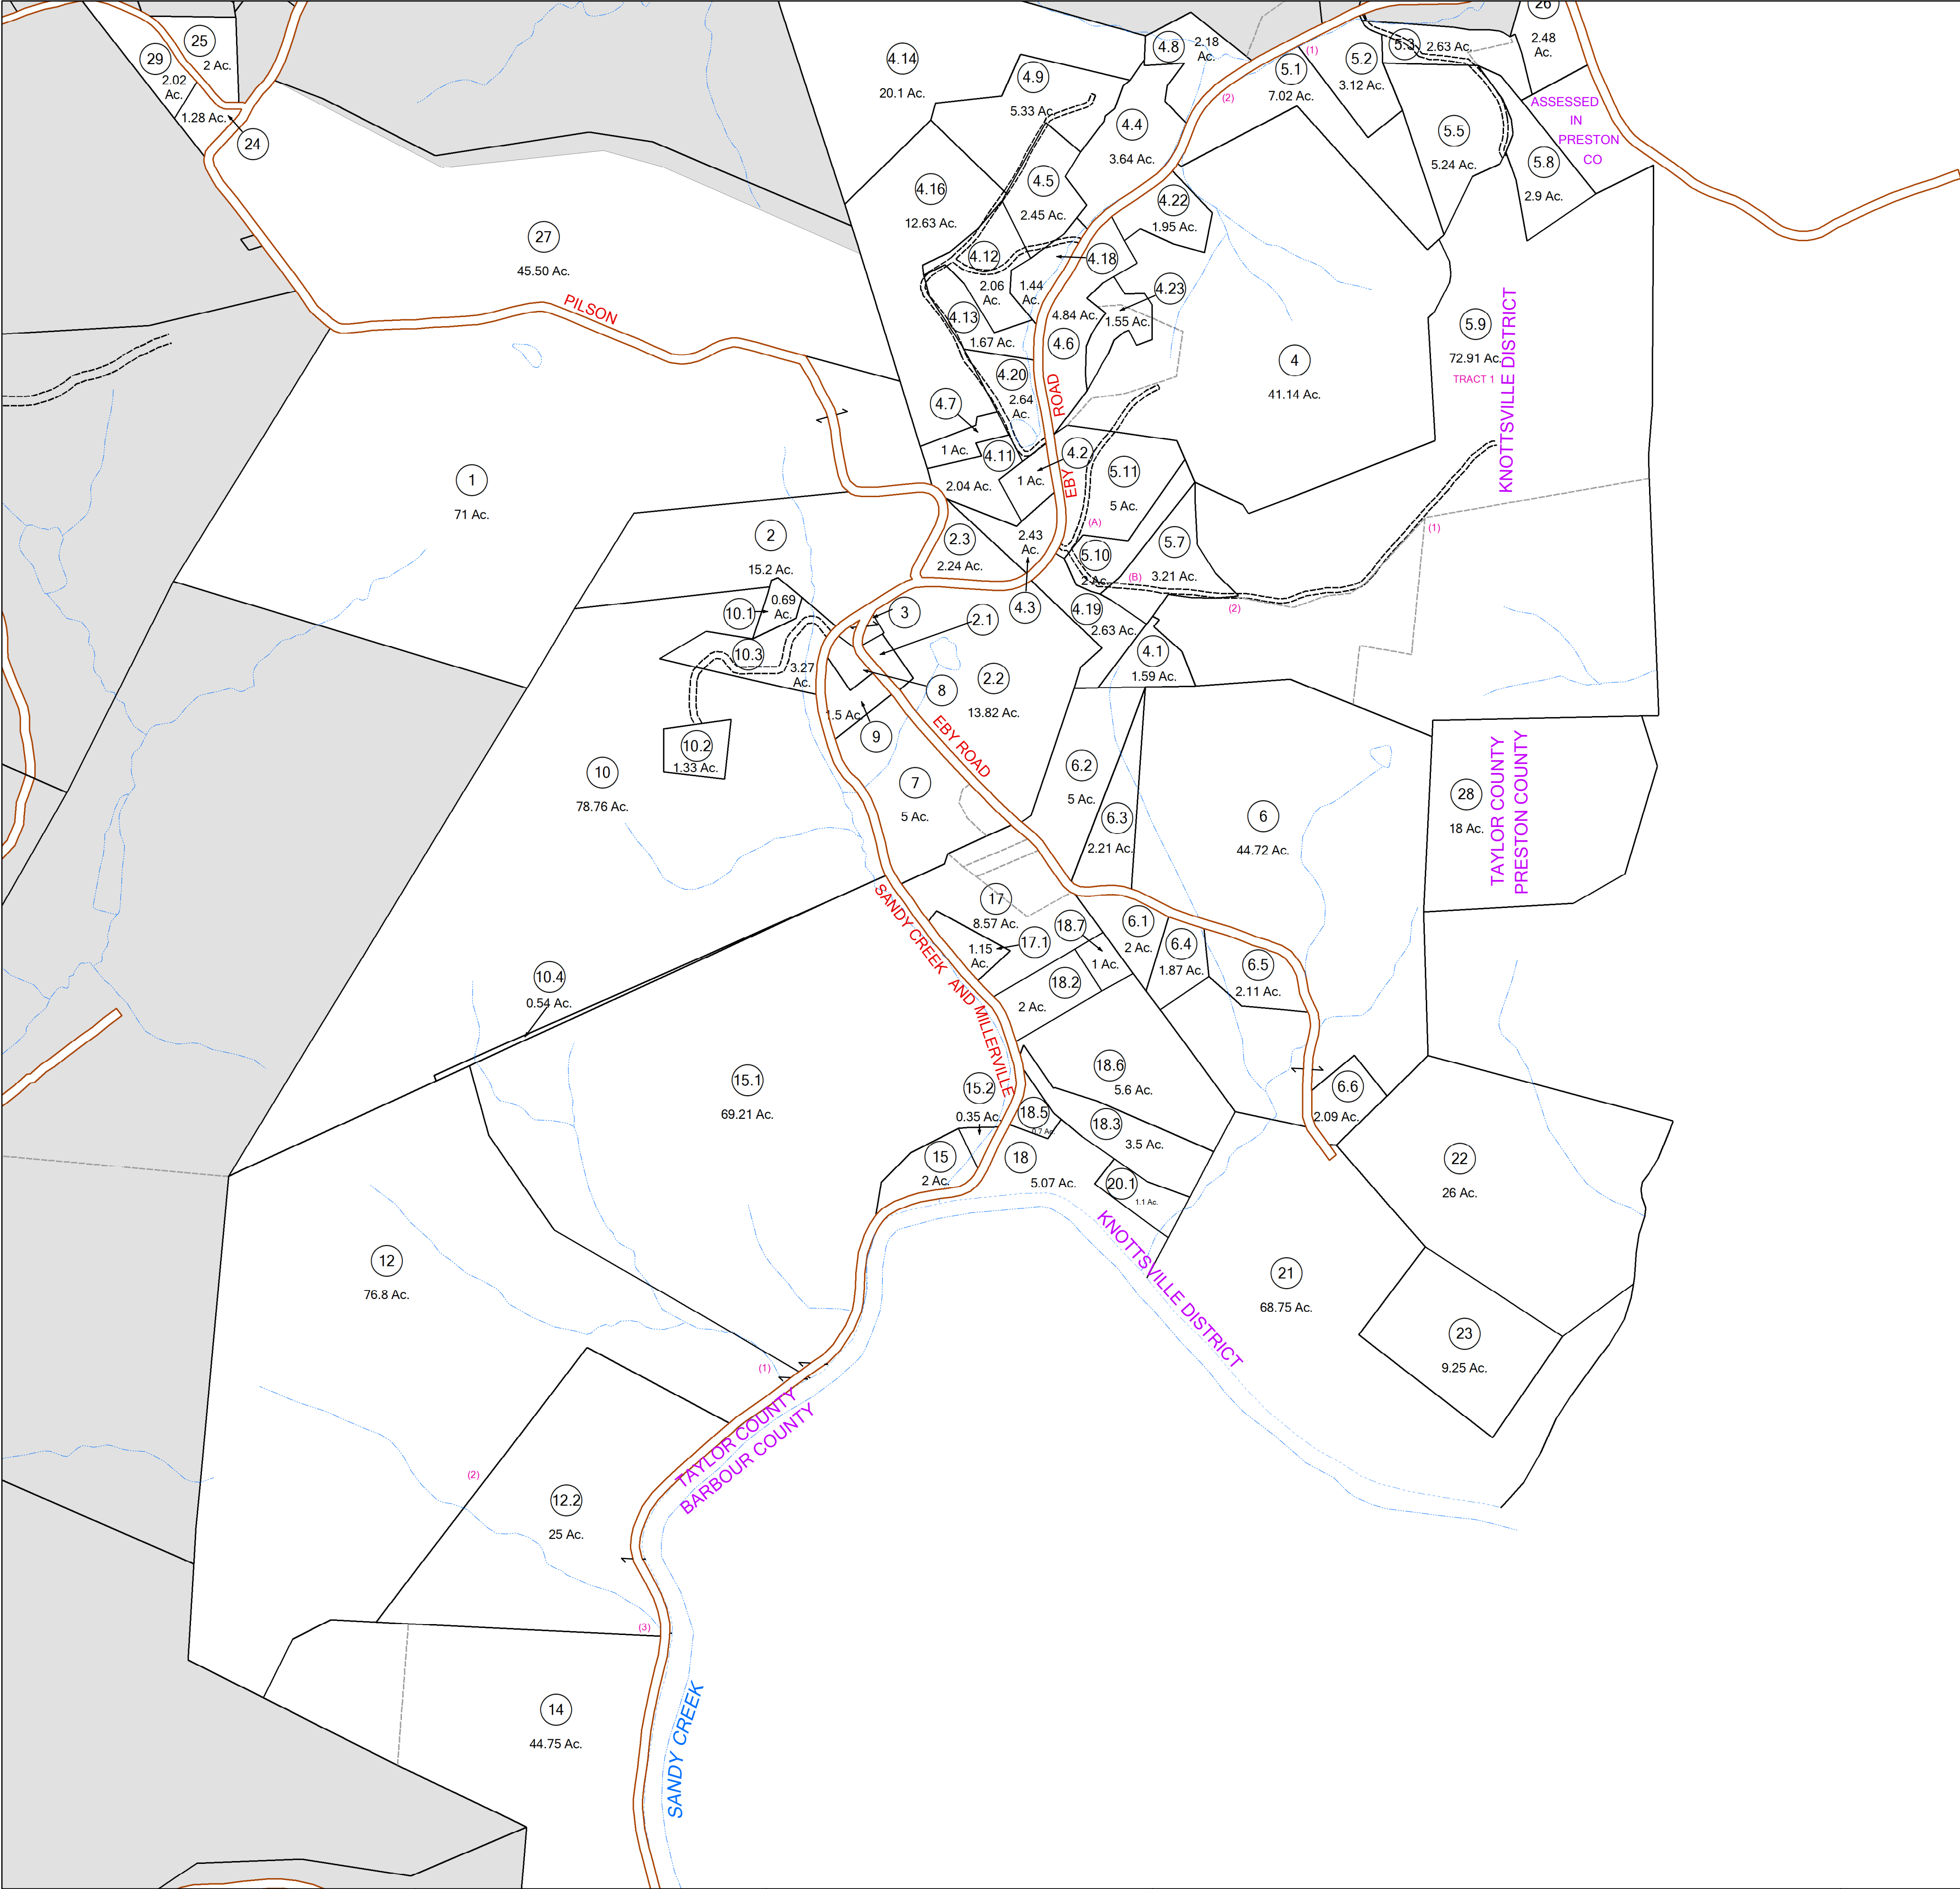 26
2.48
Ac.
25
2 Ac.
29
2.02
Ac.
1.28 Ac.
24
4.14
20.1 Ac.
4.9
5.33 Ac.
4.8
2.18
Ac.
(1)
(2)
5.1
7.02 Ac.
5.2
3.12 Ac.
5.3
2.63 Ac.
ASSESSED
IN
PRESTON
CO
4.4
3.64 Ac.
5.5
5.24 Ac.
5.8
2.9 Ac.
4.16
12.63 Ac.
4.5
2.45 Ac.
4.22
1.95 Ac.
27
45.50 Ac.
PILSON
4.12
2.06
Ac.
4.18
1.44
Ac.
4.23
1.55 Ac.
4.13
1.67 Ac.
4.84 Ac.
4.6
4
41.14 Ac.
5.9
72.91 Ac.
TRACT 1
KNOTTSVILLE DISTRICT
4.20
2.64
Ac.
EBY ROAD
4.7
1 Ac.
4.11
2.04 Ac.
4.2
1 Ac.
5.11
5 Ac.
(A)
1
71 Ac.
2
15.2 Ac.
2.3
2.24 Ac.
2.43
Ac.
4.3
5.10
2 Ac.
(B)
5.7
3.21 Ac.
(1)
(2)
10.1
0.69
Ac.
3
2.1
4.19
2.63 Ac.
4.1
1.59 Ac.
10.3
3.27
Ac.
8
2.2
13.82 Ac.
1.5 Ac.
9
EBY ROAD
10.2
1.33 Ac.
10
78.76 Ac.
7
5 Ac.
6.2
5 Ac.
6.3
2.21 Ac.
6
44.72 Ac.
28
18 Ac.
TAYLOR COUNTY
PRESTON COUNTY
SANDY CREEK AND MILLERVILLE
17
8.57 Ac.
17.1
1.15
Ac.
18.7
1 Ac.
6.1
2 Ac.
6.4
1.87 Ac.
6.5
2.11 Ac.
10.4
0.54 Ac.
18.2
2 Ac.
15.1
69.21 Ac.
15.2
0.35 Ac.
18.6
5.6 Ac.
18.5
0.7 Ac.
18.3
3.5 Ac.
6.6
2.09 Ac.
15
2 Ac.
18
5.07 Ac.
20.1
1.1 Ac.
22
26 Ac.
KNOTTSVILLE DISTRICT
12
76.8 Ac.
21
68.75 Ac.
23
9.25 Ac.
(1)
TAYLOR COUNTY
BARBOUR COUNTY
(2)
12.2
25 Ac.
(3)
14
44.75 Ac.
SANDY CREEK